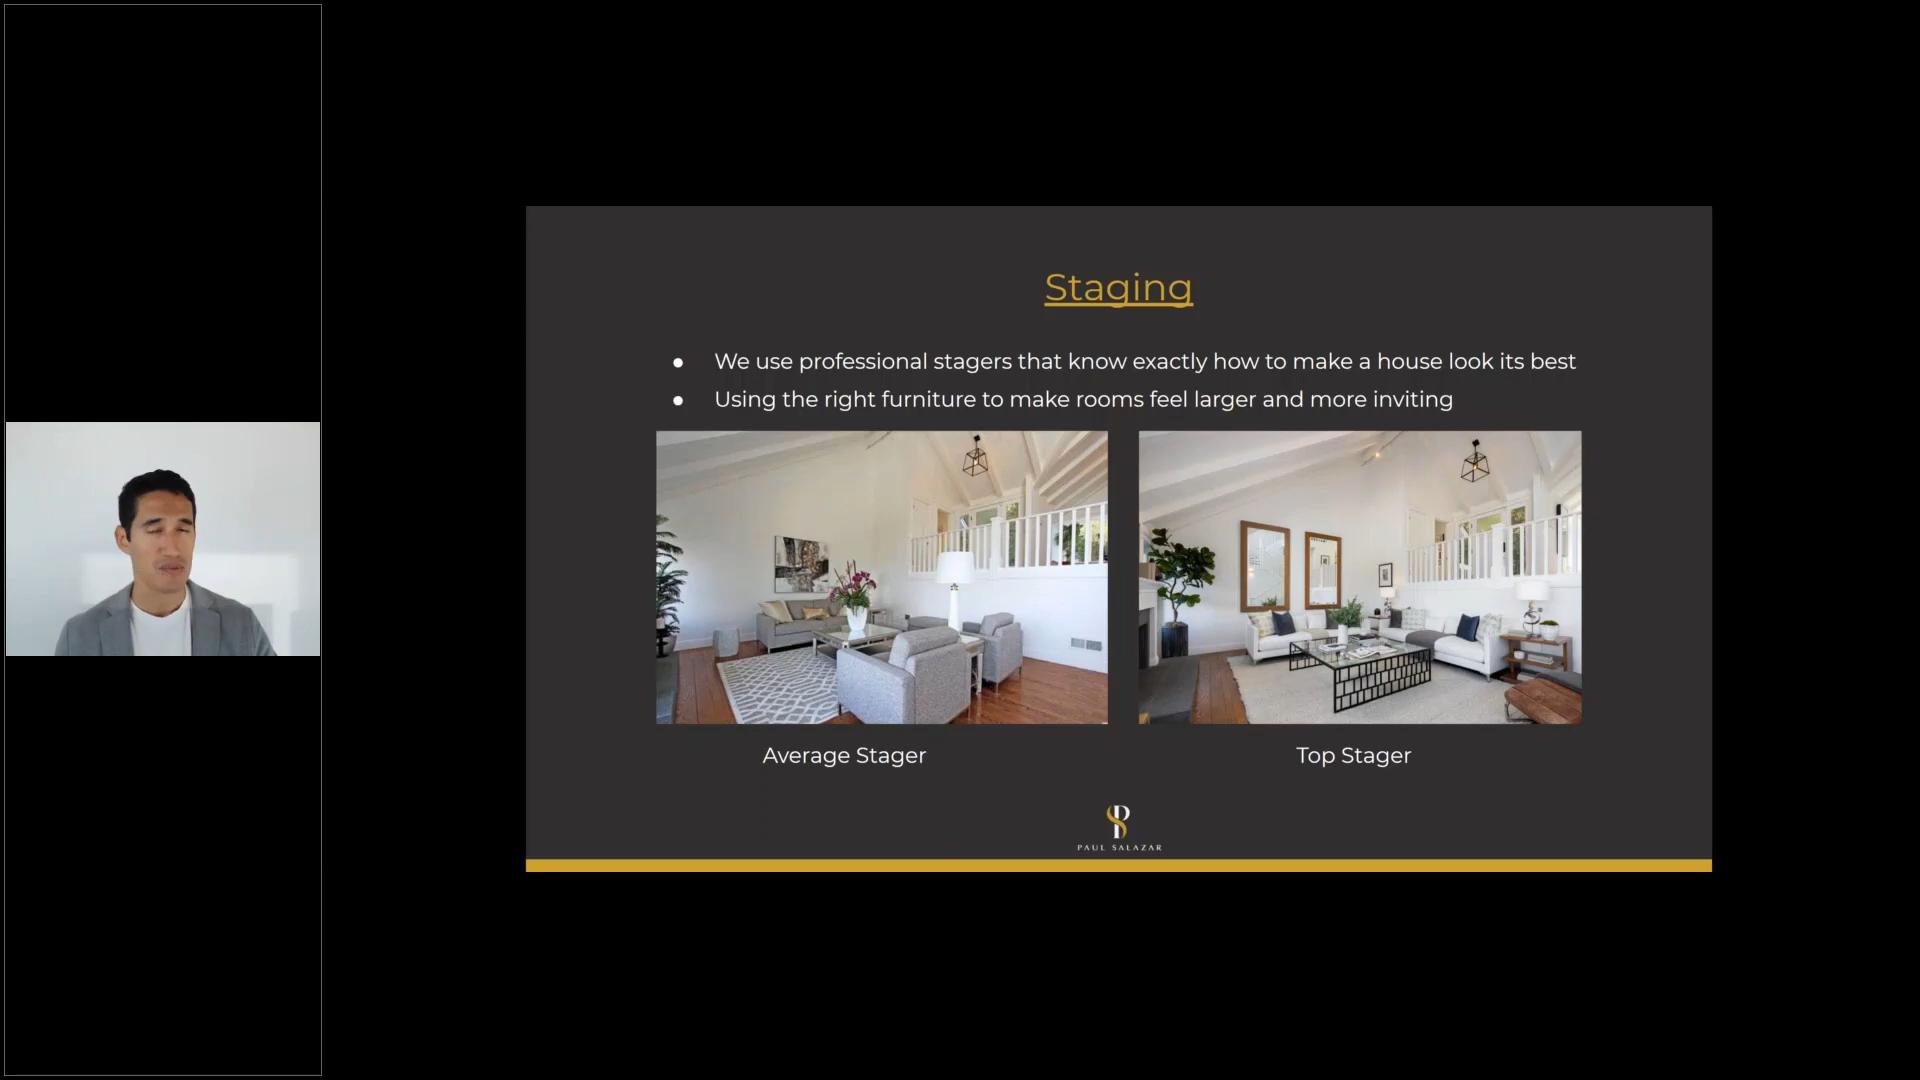 Staging
● We use professional stagers that know exactly how to make a house look its best
● Using the right furniture to make rooms feel larger and more inviting
Average Stager
Top Stager
PAUL SALAZAR